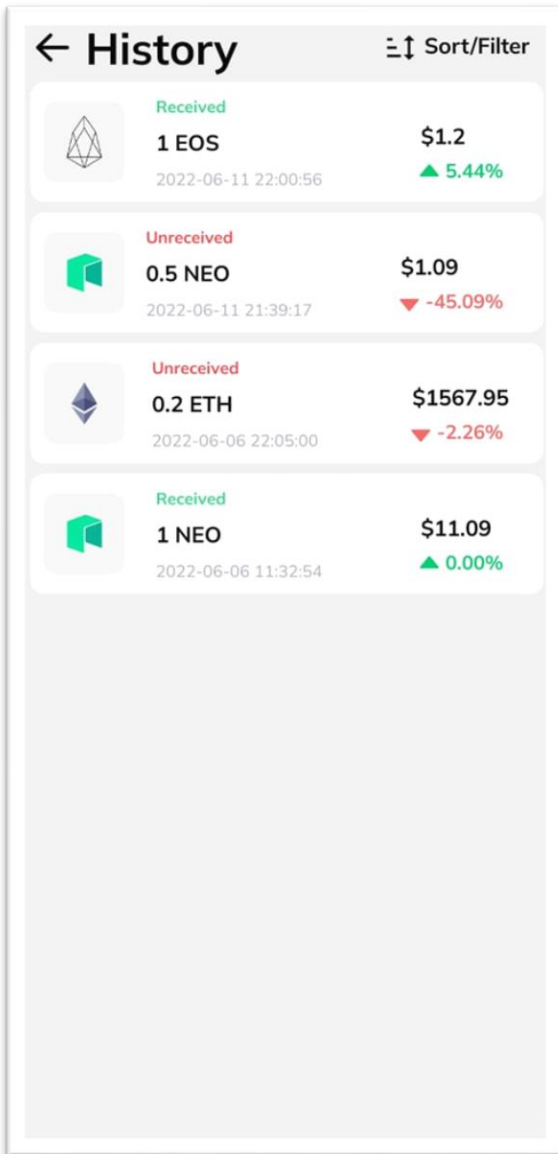 History
Sort/Filter
Received
1 EOS
$1.2
2022-06-11 22:00:56
5.44%
Unreceived
0.5 NEO
$1.09
2022-06-11 21:39:17
-45.09%
Unreceived
0.2 ETH
$1567.95
2022-06-06 22:05:00
-2.26%
Received
1 NEO
$11.09
2022-06-06 11:32:54
0.00%